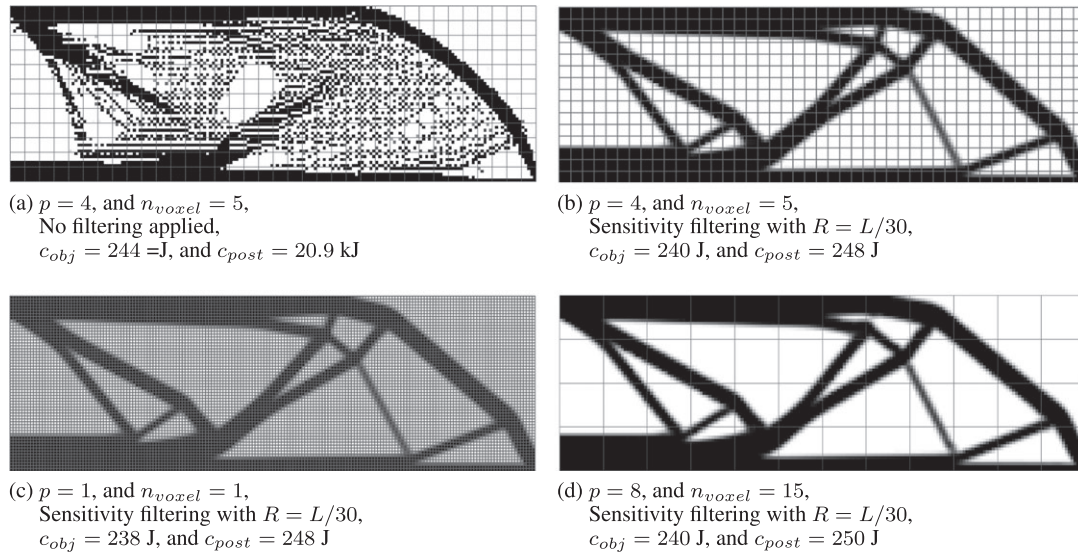 (a) p = 4, and n_voxel = 5,
No filtering applied,
c_obj = 244 =J, and c_post = 20.9 kJ
(b) p = 4, and n_voxel = 5,
Sensitivity filtering with R = L/30,
c_obj = 240 J, and c_post = 248 J
(c) p = 1, and n_voxel = 1,
Sensitivity filtering with R = L/30,
c_obj = 238 J, and c_post = 248 J
(d) p = 8, and n_voxel = 15,
Sensitivity filtering with R = L/30,
c_obj = 240 J, and c_post = 250 J